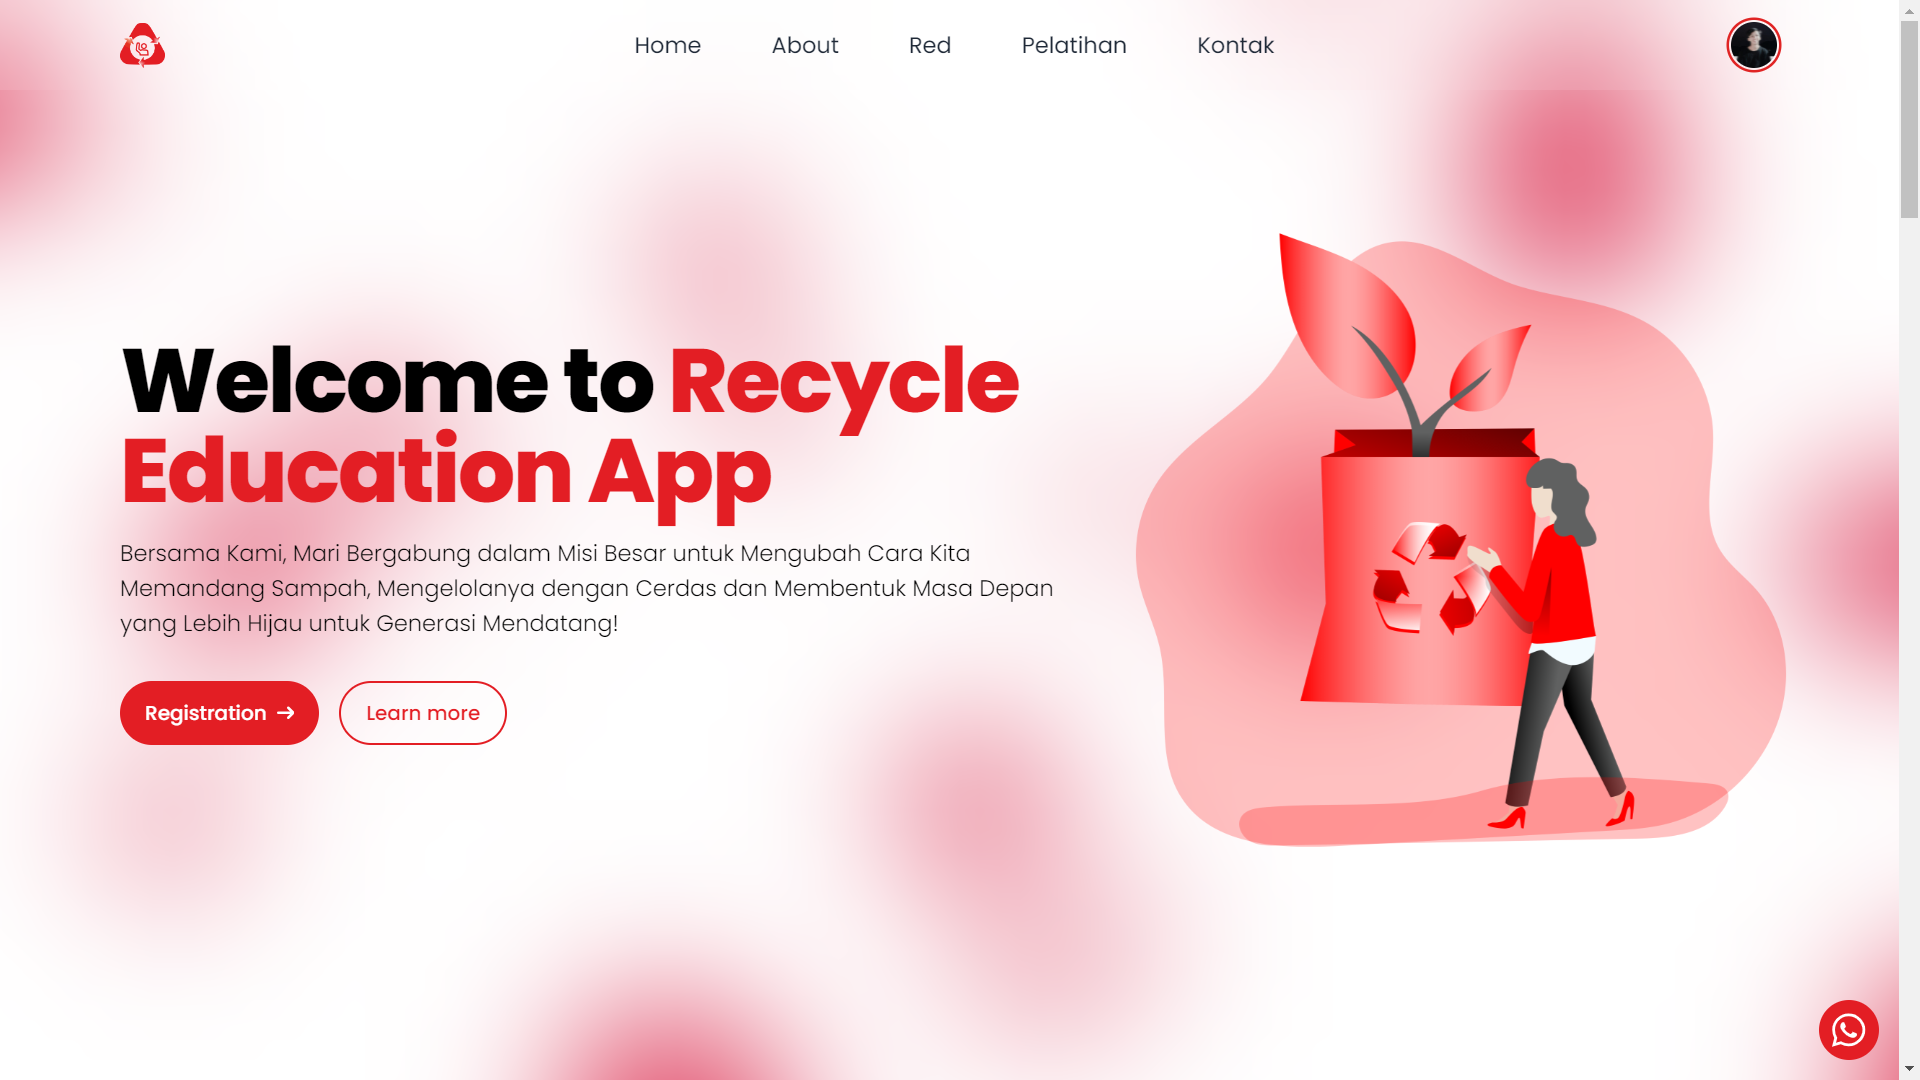 Home About Red Pelatihan Kontak
Welcome to Recycle
Education App
Bersama Kami, Mari Bergabung dalam Misi Besar untuk Mengubah Cara Kita
Memandang Sampah, Mengelolanya dengan Cerdas dan Membentuk Masa Depan
yang Lebih Hijau untuk Generasi Mendatang!
Registration Learn more